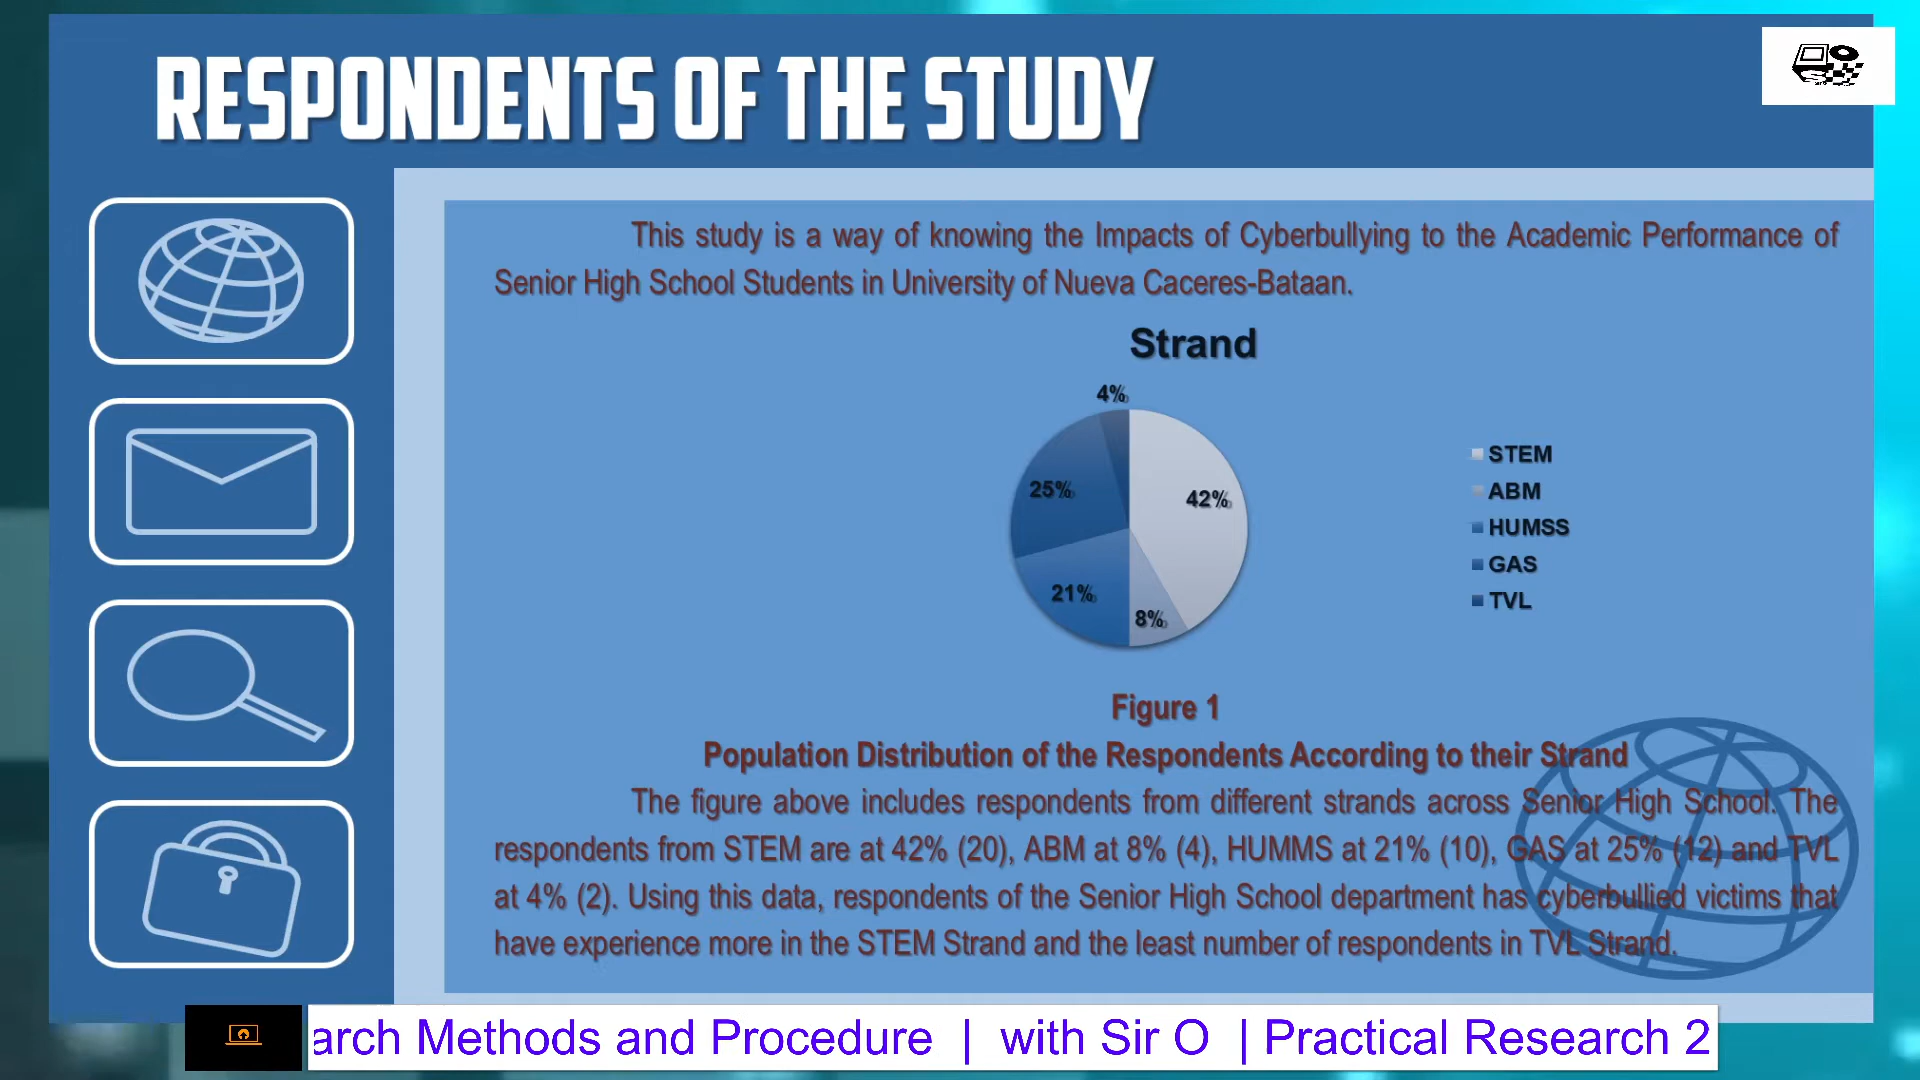 RESPONDENTS OF THE STUDY
This study is a way of knowing the Impacts of Cyberbullying to the Academic Performance of
Senior High School Students in University of Nueva Caceres-Bataan.
Strand
4%
25%
42%
21%
8%
STEM
ABM
HUMSS
GAS
TVL
Figure 1
Population Distribution of the Respondents According to their Strand
The figure above includes respondents from different strands across Senior High School. The
respondents from STEM are at 42% (20), ABM at 8% (4), HUMMS at 21% (10), GAS at 25% (12) and TVL
at 4% (2). Using this data, respondents of the Senior High School department has cyberbullied victims that
have experience more in the STEM Strand and the least number of respondents in TVL Strand.
arch Methods and Procedure | with Sir O | Practical Research 2